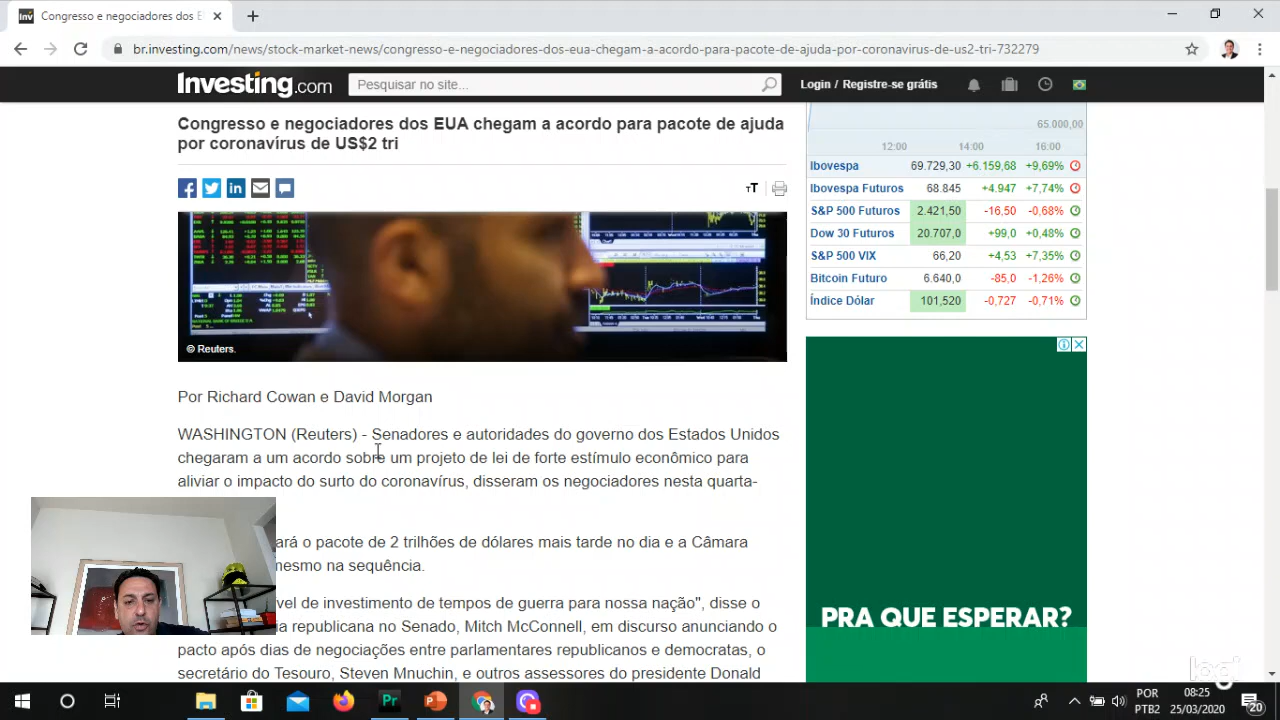 Congresso e negociadores dos E
br.investing.com/news/stock-market-news/congresso-e-negociadores-dos-eua-chegam-a-acordo-para-pacote-de-ajuda-por-coronavirus-de-us2-tri-732279
Investing.com
Pesquisar no site...
Login / Registre-se grátis
Congresso e negociadores dos EUA chegam a acordo para pacote de ajuda
por coronavírus de US$2 tri
© Reuters.
Por Richard Cowan e David Morgan
WASHINGTON (Reuters) - Senadores e autoridades do governo dos Estados Unidos
chegaram a um acordo sobre um projeto de lei de forte estímulo econômico para
aliviar o impacto do surto do coronavírus, disseram os negociadores nesta quarta-
ará o pacote de 2 trilhões de dólares mais tarde no dia e a Câmara
mesmo na sequência.
vel de investimento de tempos de guerra para nossa nação", disse o
a republicana no Senado, Mitch McConnell, em discurso anunciando o
pacto após dias de negociações entre parlamentares republicanos e democratas, o
secretário do Tesouro, Steven Mnuchin, e outros assessores do presidente Donald
65.000,00
12:00 14:00 16:00
Ibovespa 69.729,30 +6.159,68 +9,69%
Ibovespa Futuros 68.845 +4.947 +7,74%
S&P 500 Futuros 2.421,50 -16,50 -0,68%
Dow 30 Futuros 20.707,0 +99,0 +0,48%
S&P 500 VIX 66,20 +4,53 +7,35%
Bitcoin Futuro 6.640,0 -85,0 -1,26%
Índice Dólar 101,520 -0,727 -0,71%
PRA QUE ESPERAR?
logi
POR
PTB2
08:25
25/03/2020
20